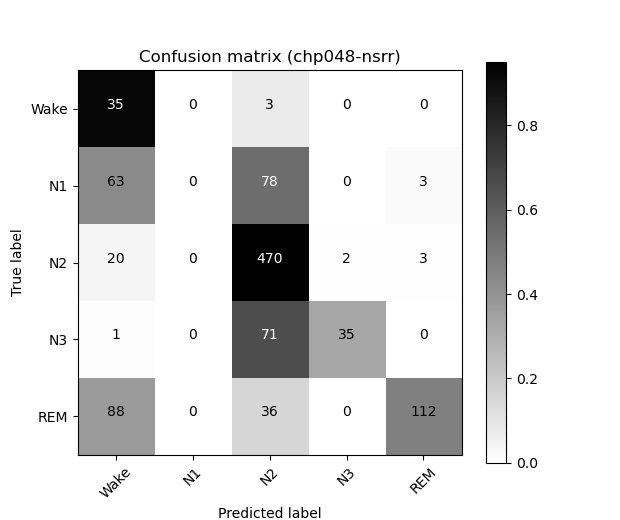 Confusion matrix (chp048-nsrr)
Wake 35 0 3 0 0
N1 63 0 78 0 3
N2 20 0 470 2 3
N3 1 0 71 35 0
REM 88 0 36 0 112
Wake N1 N2 N3 REM
Predicted label
True label
0.8
0.6
0.4
0.2
0.0